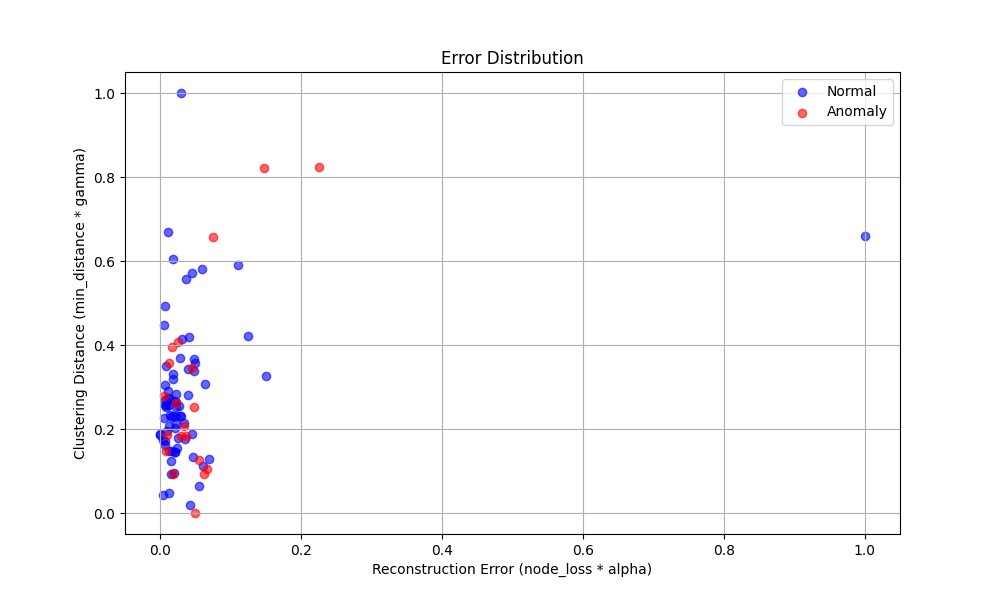 Error Distribution
Normal
Anomaly
Clustering Distance (min_distance * gamma)
1.0
0.8
0.6
0.4
0.2
0.0
0.0 0.2 0.4 0.6 0.8 1.0
Reconstruction Error (node_loss * alpha)